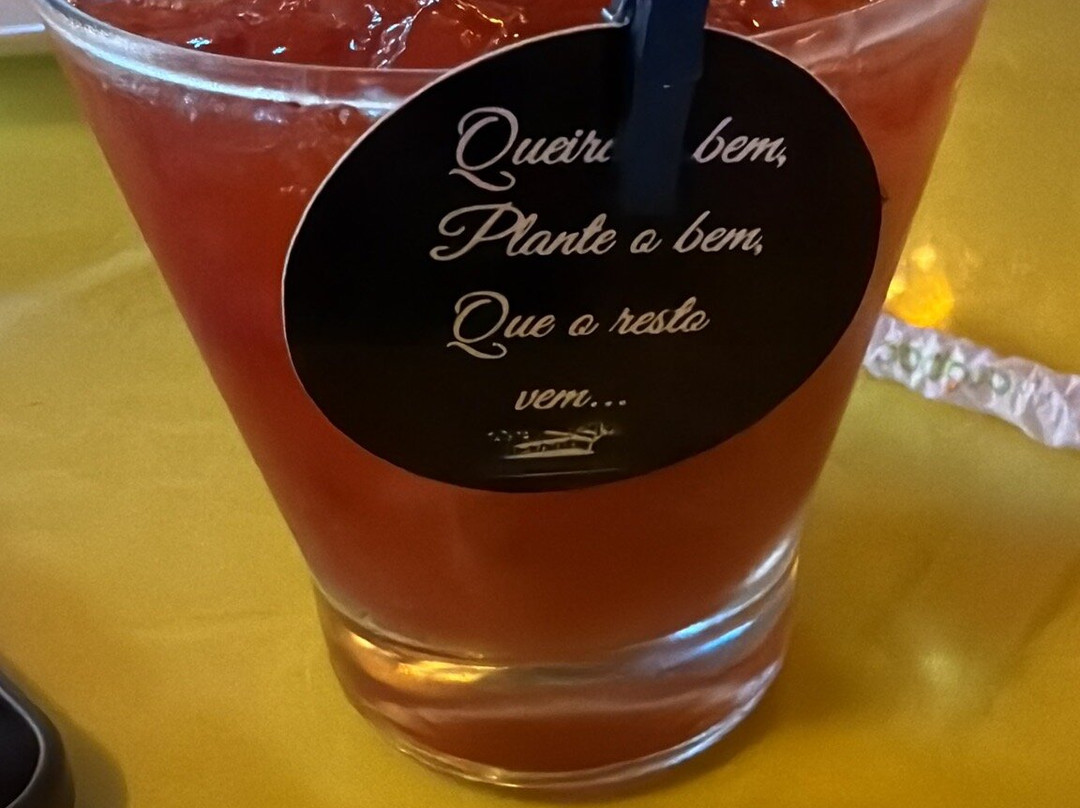 Queira bem,
Plante o bem,
Que o resto
vem...